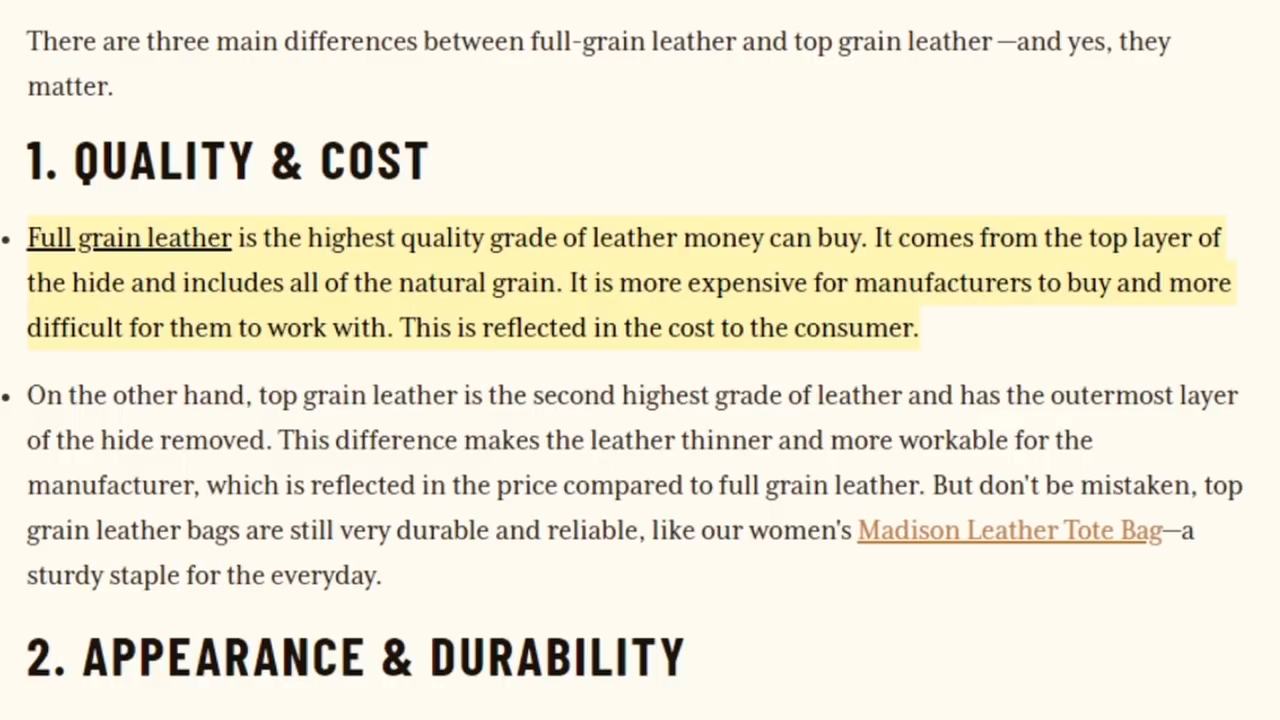 There are three main differences between full-grain leather and top grain leather—and yes, they
matter.
1. QUALITY & COST
• Full grain leather is the highest quality grade of leather money can buy. It comes from the top layer of
the hide and includes all of the natural grain. It is more expensive for manufacturers to buy and more
difficult for them to work with. This is reflected in the cost to the consumer.
• On the other hand, top grain leather is the second highest grade of leather and has the outermost layer
of the hide removed. This difference makes the leather thinner and more workable for the
manufacturer, which is reflected in the price compared to full grain leather. But don't be mistaken, top
grain leather bags are still very durable and reliable, like our women's Madison Leather Tote Bag—a
sturdy staple for the everyday.
2. APPEARANCE & DURABILITY